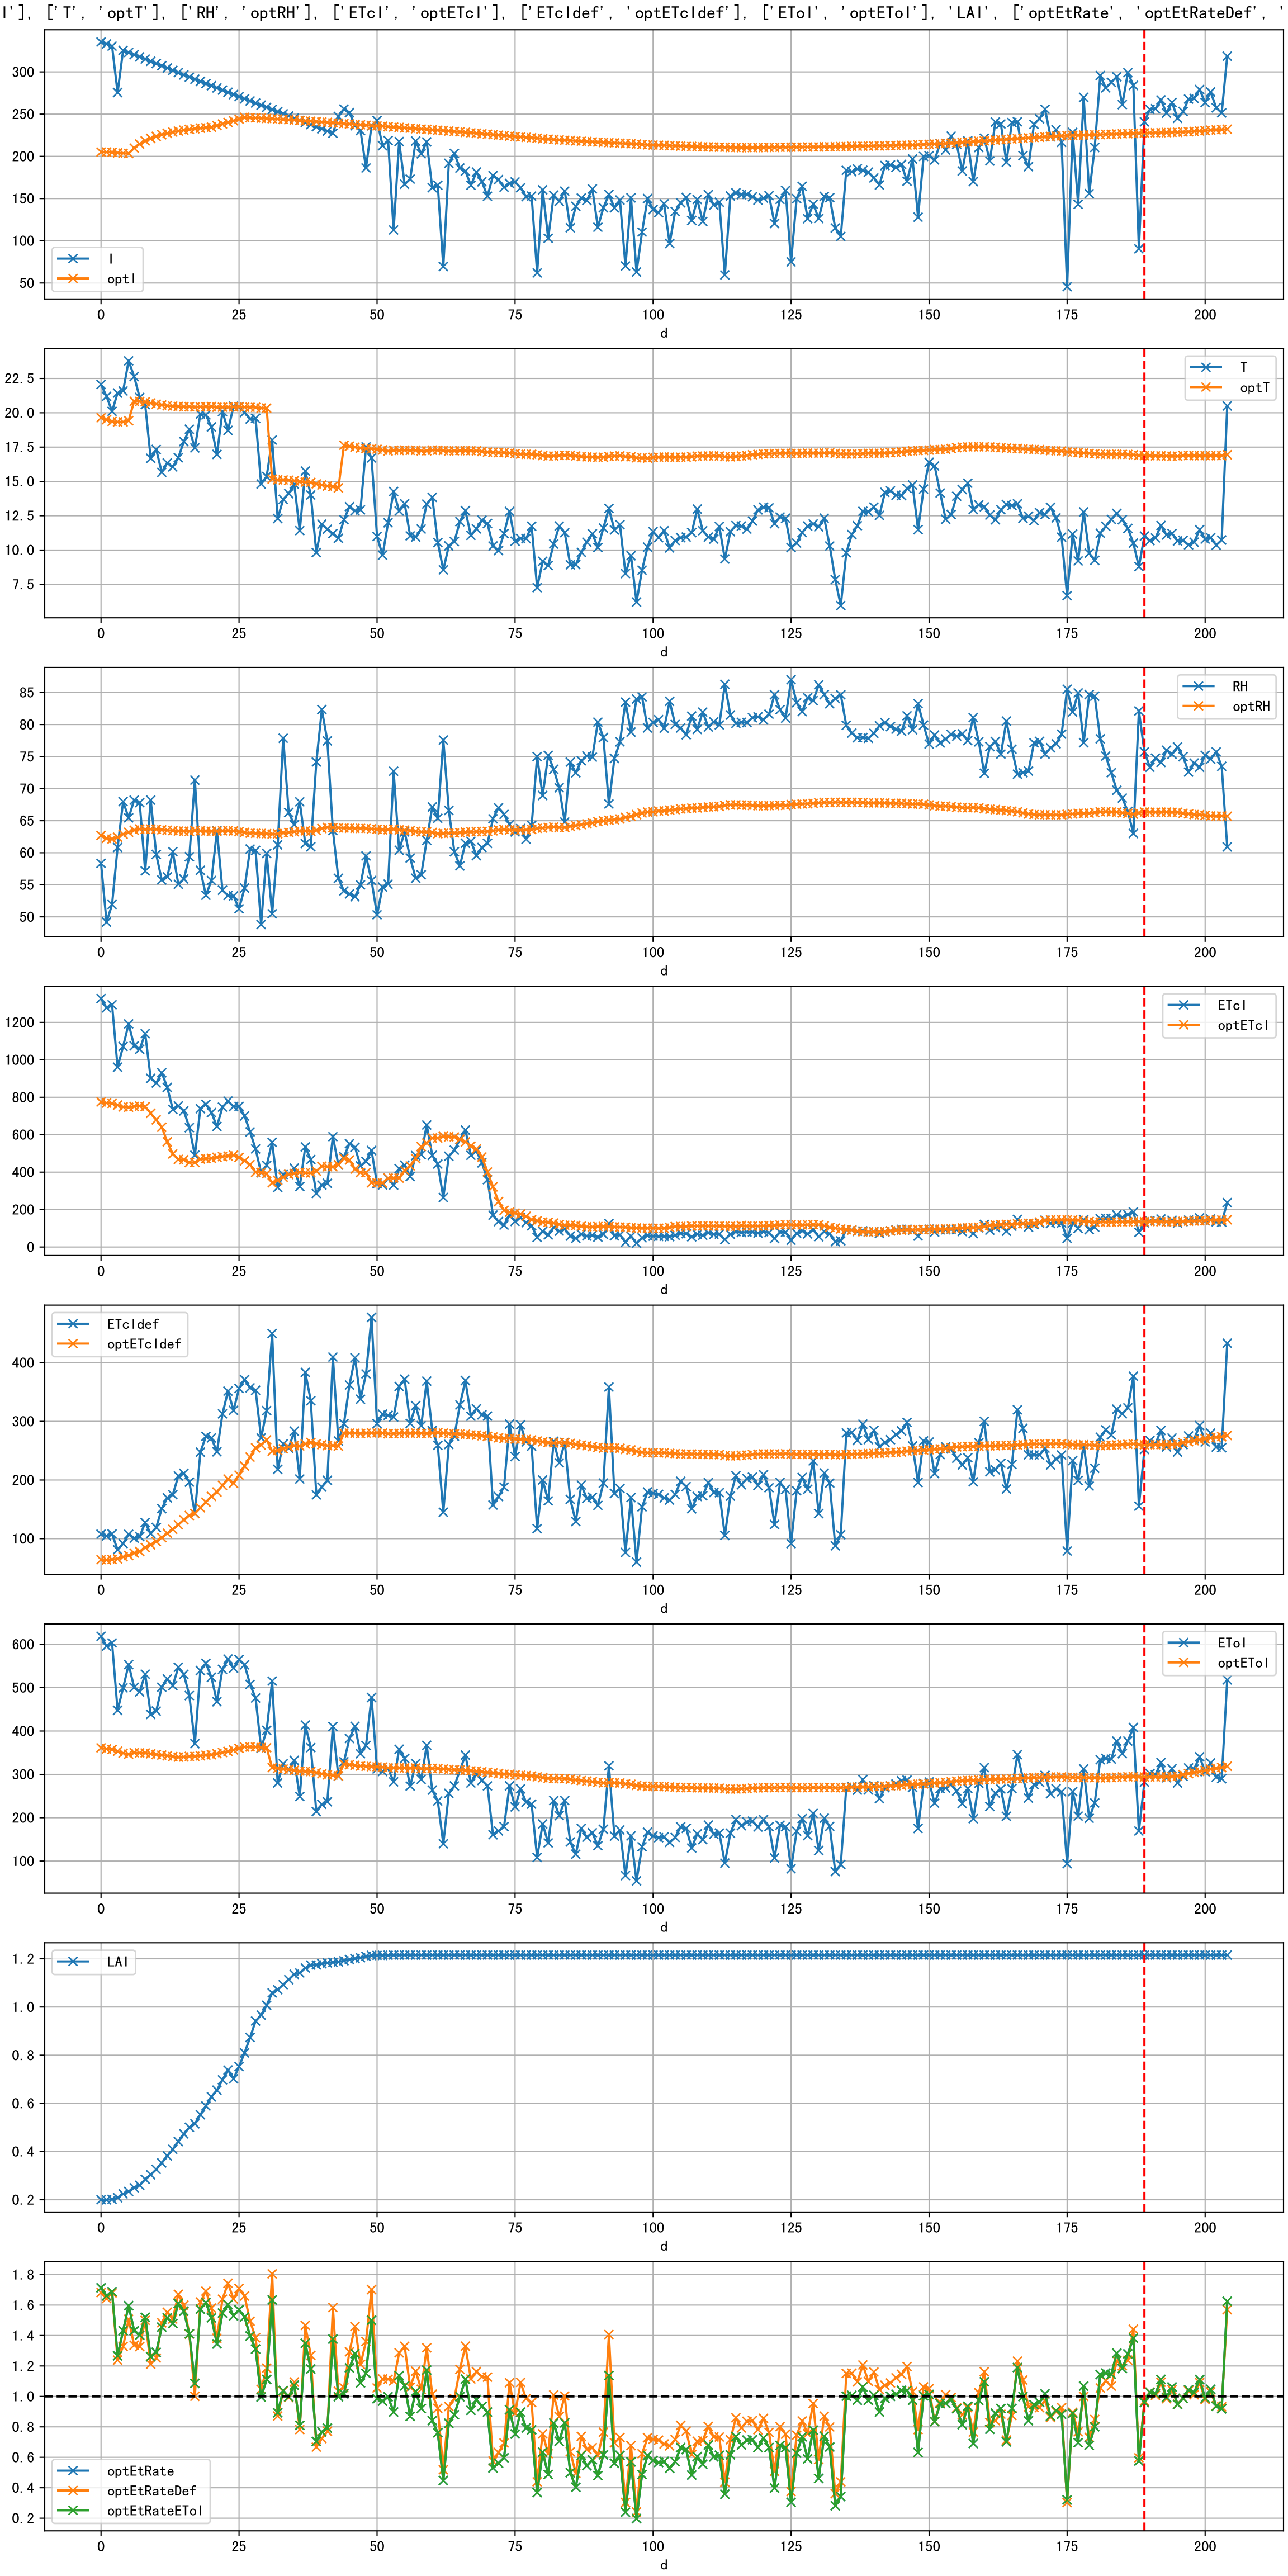 I'], ['T', 'optT'], ['RH', 'optRH'], ['ETcI', 'optETcI'], ['ETcIdef', 'optETcIdef'], ['EToI', 'optEToI'], 'LAI', ['optEtRate', 'optEtRateDef', '
300
250
200
150
100
50
I
optI
0 25 50 75 100 125 150 175 200
d
22.5
20.0
17.5
15.0
12.5
10.0
7.5
T
optT
0 25 50 75 100 125 150 175 200
d
85
80
75
70
65
60
55
50
RH
optRH
0 25 50 75 100 125 150 175 200
d
1200
1000
800
600
400
200
0
ETcI
optETcI
0 25 50 75 100 125 150 175 200
d
400
300
200
100
ETcIdef
optETcIdef
0 25 50 75 100 125 150 175 200
d
600
500
400
300
200
100
EToI
optEToI
0 25 50 75 100 125 150 175 200
d
1.2
1.0
0.8
0.6
0.4
0.2
LAI
0 25 50 75 100 125 150 175 200
d
1.8
1.6
1.4
1.2
1.0
0.8
0.6
0.4
0.2
optEtRate
optEtRateDef
optEtRateEToI
0 25 50 75 100 125 150 175 200
d